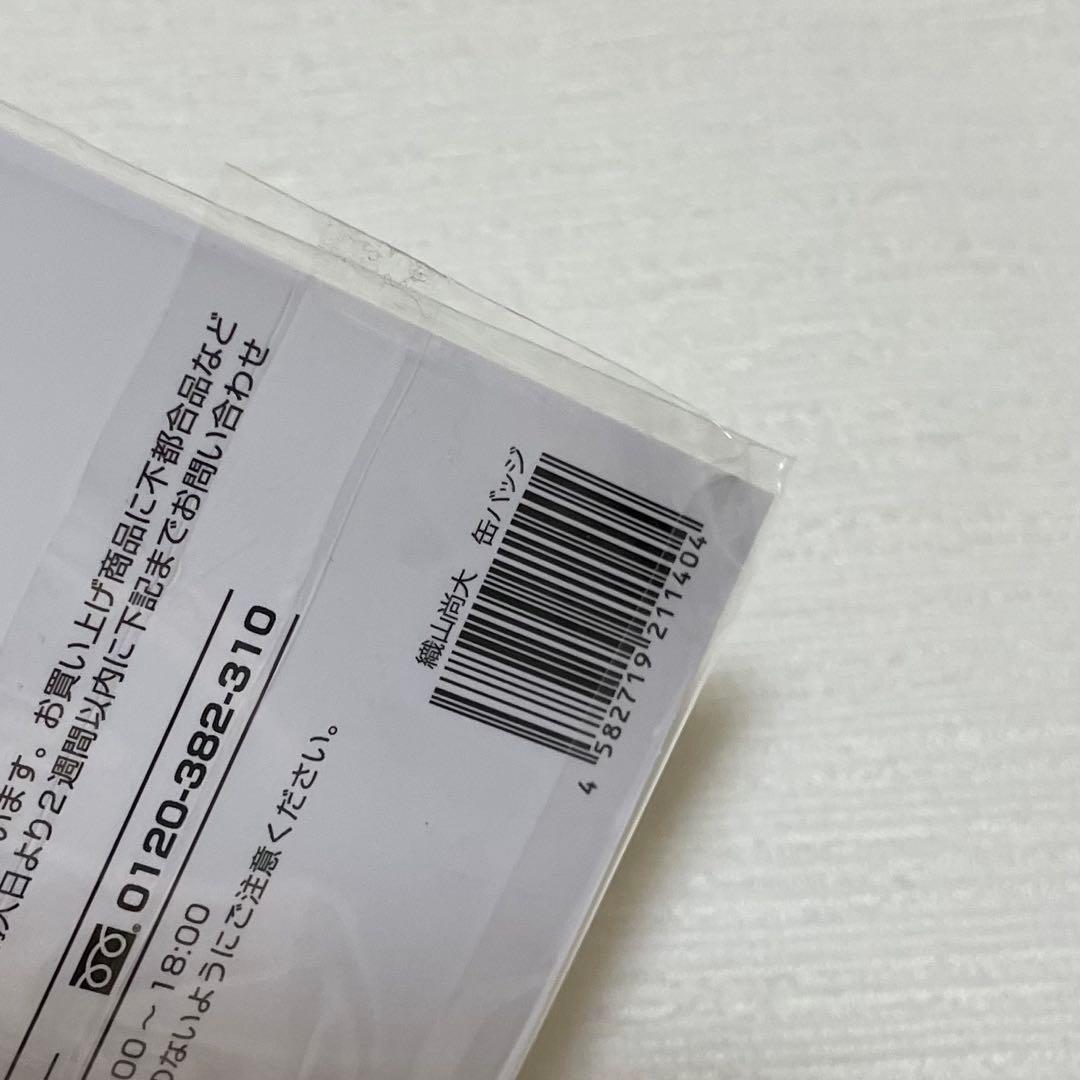 います。お買い上げ商品に不都合品など
入日より2週間以内に下記までお問い合わせ
0120-382-310
00～18:00
のないようにご注意ください。
織山尚大 缶バッジ
4 582719 211404